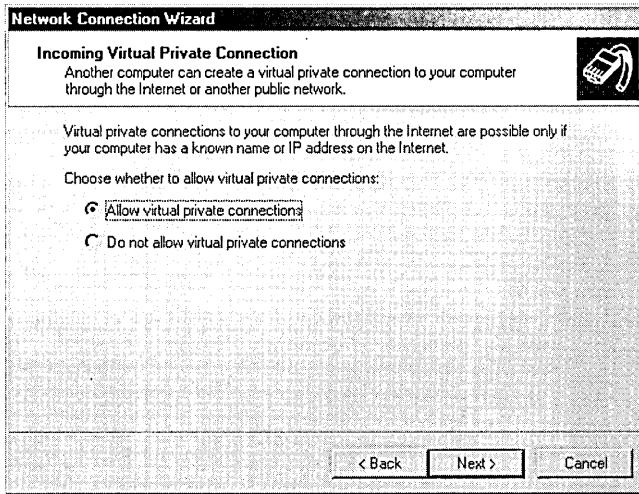 Network Connection Wizard
Incoming Virtual Private Connection
Another computer can create a virtual private connection to your computer
through the Internet or another public network.
Virtual private connections to your computer through the Internet are possible only if
your computer has a known name or IP address on the Internet.
Choose whether to allow virtual private connections:
Allow virtual private connections
Do not allow virtual private connections
< Back Next > Cancel